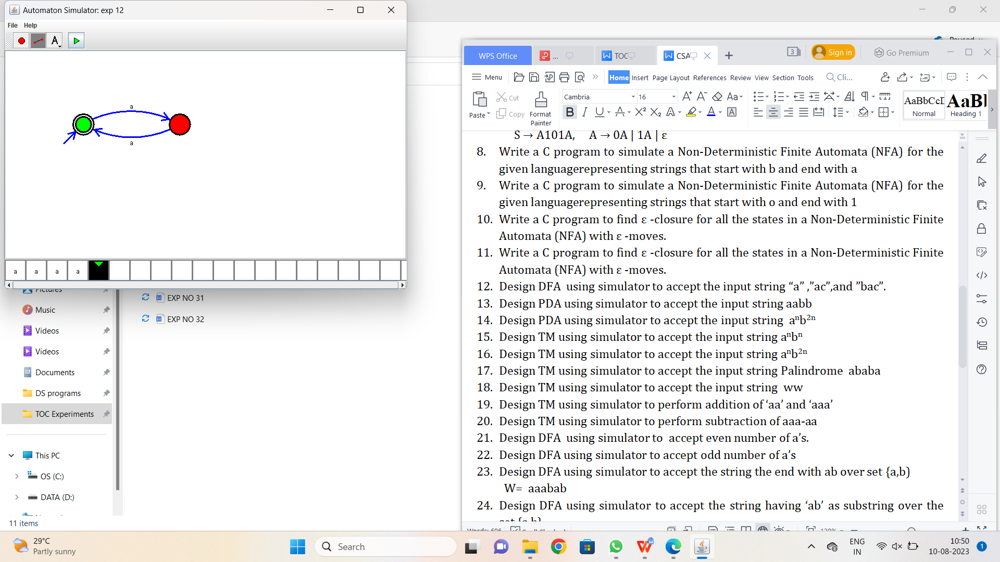 Automaton Simulator: exp 12
File Help
A
a
a
a a a a
Pictures
Music
Videos
Videos
Documents
DS programs
TOC Experiments
This PC
OS (C:)
DATA (D:)
11 items
EXP NO 31
EXP NO 32
Paused
WPS Office ... TOC CSA 3 Sign in Go Premium
Menu Home Insert Page Layout References Review View Section Tools Cli...
Paste Cut Copy Format Painter Cambria 16 AaBbCcD Normal AaBl Heading 1
S → A101A, A → 0A | 1A | ε
8. Write a C program to simulate a Non-Deterministic Finite Automata (NFA) for the
given languagerepresenting strings that start with b and end with a
9. Write a C program to simulate a Non-Deterministic Finite Automata (NFA) for the
given languagerepresenting strings that start with o and end with 1
10. Write a C program to find ε -closure for all the states in a Non-Deterministic Finite
Automata (NFA) with ε -moves.
11. Write a C program to find ε -closure for all the states in a Non-Deterministic Finite
Automata (NFA) with ε -moves.
12. Design DFA using simulator to accept the input string “a” ,”ac”,and ”bac”.
13. Design PDA using simulator to accept the input string aabb
14. Design PDA using simulator to accept the input string aⁿb²ⁿ
15. Design TM using simulator to accept the input string aⁿbⁿ
16. Design TM using simulator to accept the input string aⁿb²ⁿ
17. Design TM using simulator to accept the input string Palindrome ababa
18. Design TM using simulator to accept the input string ww
19. Design TM using simulator to perform addition of ‘aa’ and ‘aaa’
20. Design TM using simulator to perform subtraction of aaa-aa
21. Design DFA using simulator to accept even number of a’s.
22. Design DFA using simulator to accept odd number of a’s
23. Design DFA using simulator to accept the string the end with ab over set {a,b}
W= aaabab
24. Design DFA using simulator to accept the string having ‘ab’ as substring over the
set {a,b}
29°C
Partly sunny
Search
ENG
IN
10:50
10-08-2023
1